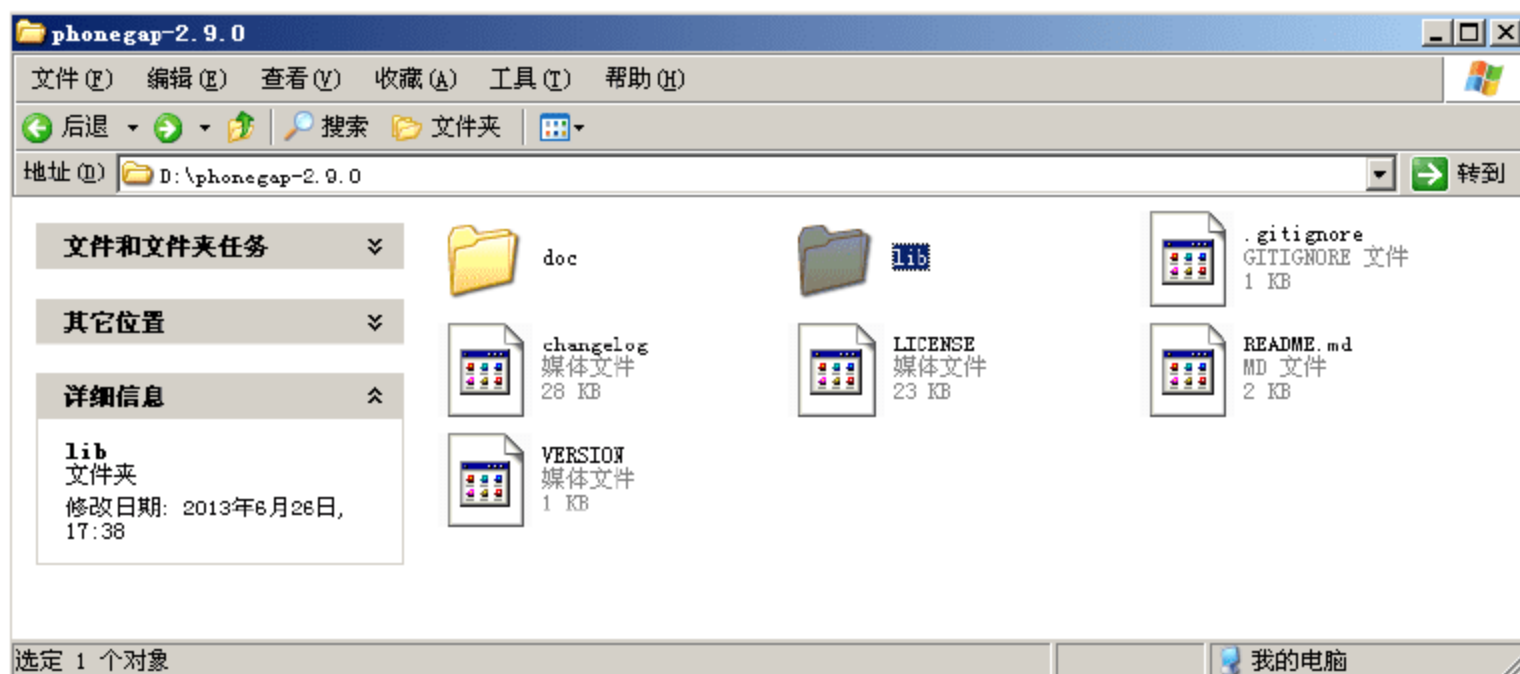 phonegap-2.9.0
文件(F) 编辑(E) 查看(V) 收藏(A) 工具(T) 帮助(H)
后退 搜索 文件夹
地址(D) D:\phonegap-2.9.0 转到
文件和文件夹任务
其它位置
详细信息
lib
文件夹
修改日期: 2013年6月26日,
17:38
doc
lib
.gitignore
GITIGNORE 文件
1 KB
changelog
媒体文件
28 KB
LICENSE
媒体文件
23 KB
README.md
MD 文件
2 KB
VERSION
媒体文件
1 KB
选定 1 个对象 我的电脑